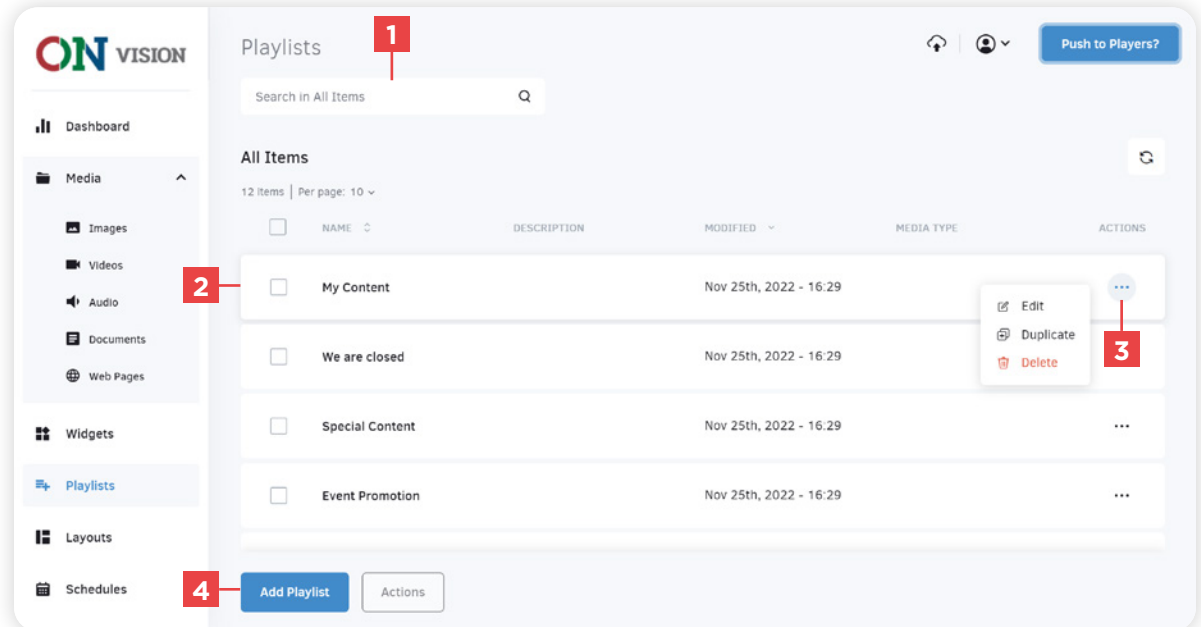 ON VISION
Dashboard
Media
Images
Videos
Audio
Documents
Web Pages
Widgets
Playlists
Layouts
Schedules
Playlists
1
Push to Players?
Search in All Items
All Items
12 Items | Per page: 10
NAME DESCRIPTION MODIFIED MEDIA TYPE ACTIONS
2
My Content Nov 25th, 2022 - 16:29
Edit
Duplicate
Delete
3
We are closed Nov 25th, 2022 - 16:29
Special Content Nov 25th, 2022 - 16:29
Event Promotion Nov 25th, 2022 - 16:29
4
Add Playlist Actions